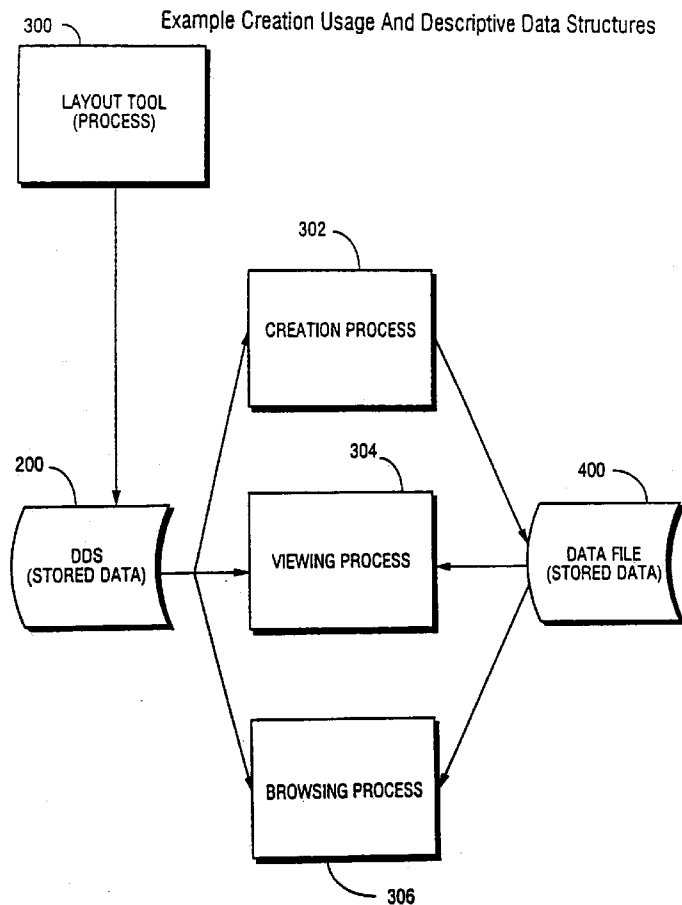 Example Creation Usage And Descriptive Data Structures
300
LAYOUT TOOL
(PROCESS)
302
CREATION PROCESS
200
DDS
(STORED DATA)
304
VIEWING PROCESS
400
DATA FILE
(STORED DATA)
BROWSING PROCESS
306